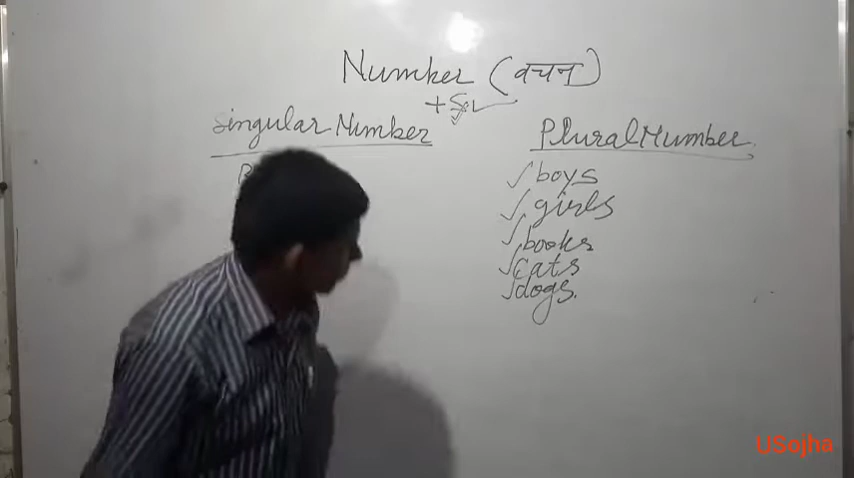 Number (वचन)
+S
Singular Number
Plural Number
boys
girls
books
cats
dogs.
USojha